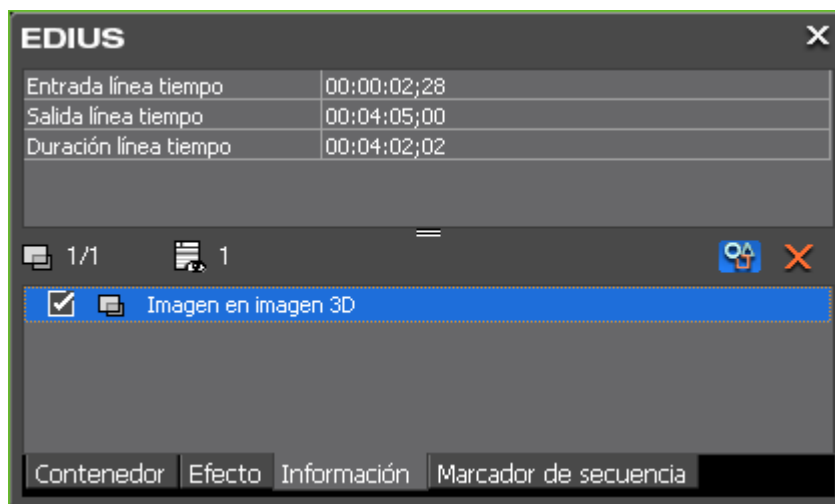 EDIUS
Entrada línea tiempo 00:00:02;28
Salida línea tiempo 00:04:05;00
Duración línea tiempo 00:04:02;02
1/1 1
Imagen en imagen 3D
Contenedor Efecto Información Marcador de secuencia